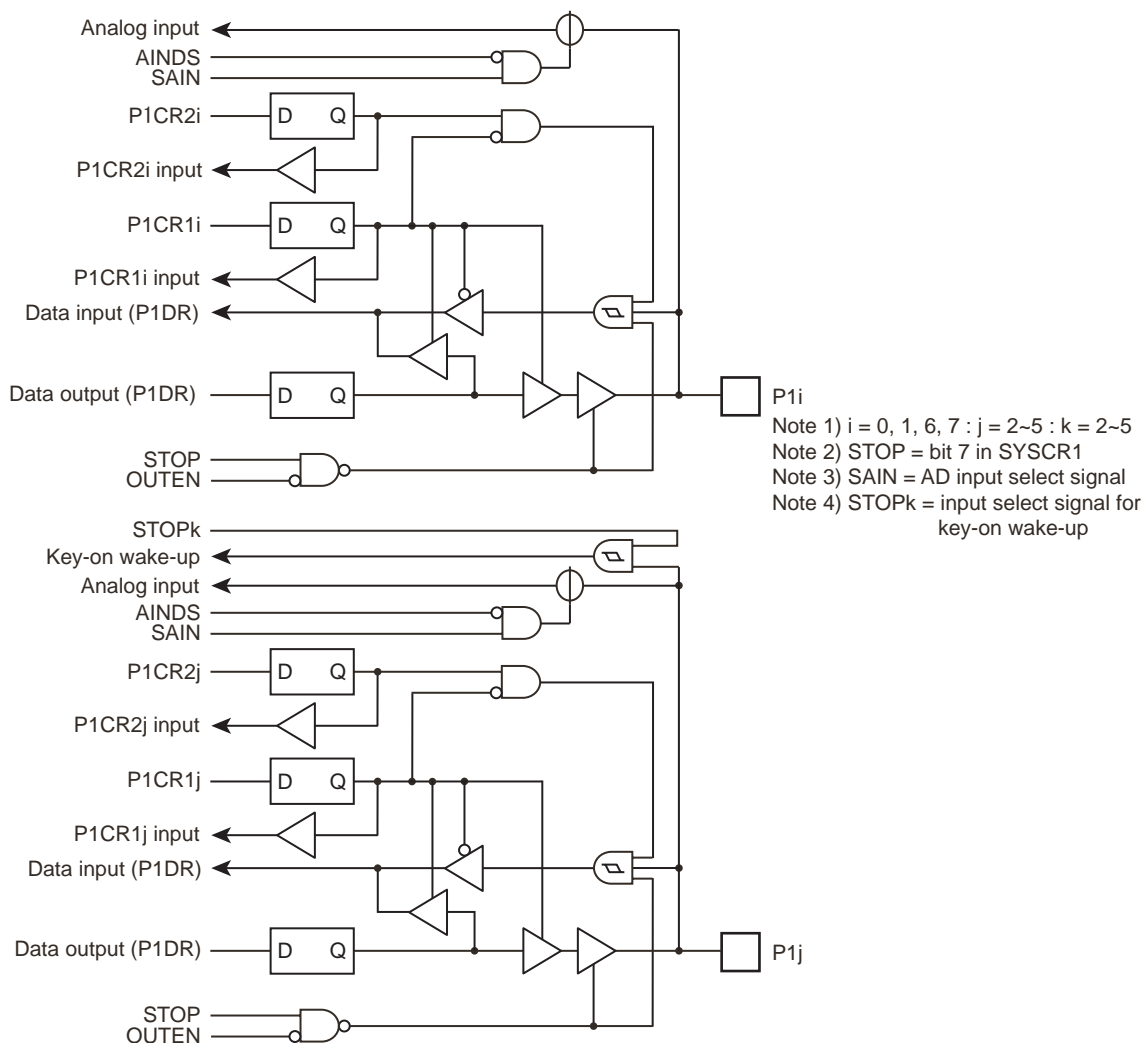 Analog input
AINDS
SAIN
P1CR2i
D Q
P1CR2i input
P1CR1i
D Q
P1CR1i input
Data input (P1DR)
Data output (P1DR)
D Q
P1i
Note 1) i = 0, 1, 6, 7 : j = 2~5 : k = 2~5
Note 2) STOP = bit 7 in SYSCR1
Note 3) SAIN = AD input select signal
Note 4) STOPk = input select signal for
key-on wake-up
STOP
OUTEN
STOPk
Key-on wake-up
Analog input
AINDS
SAIN
P1CR2j
D Q
P1CR2j input
P1CR1j
D Q
P1CR1j input
Data input (P1DR)
Data output (P1DR)
D Q
P1j
STOP
OUTEN